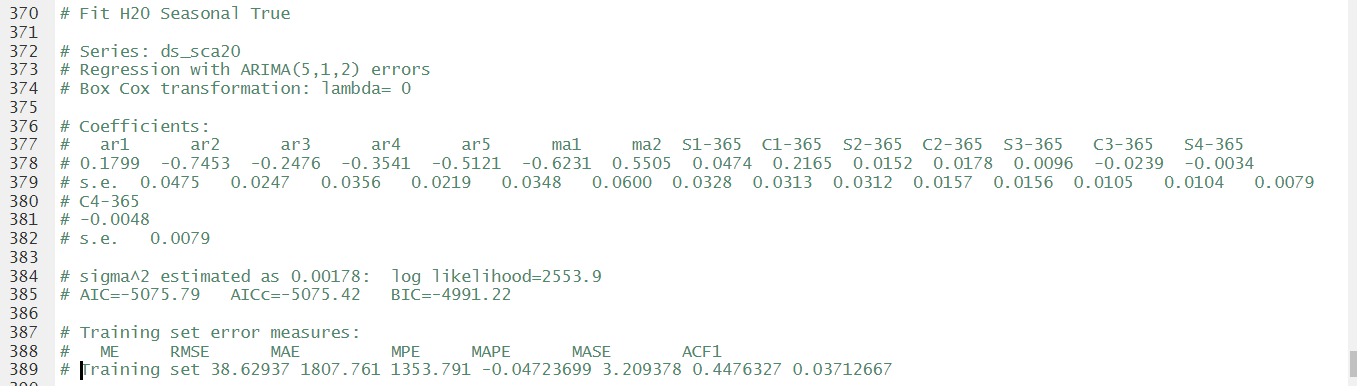 370 # Fit H20 Seasonal True
371
372 # Series: ds_sca20
373 # Regression with ARIMA(5,1,2) errors
374 # Box Cox transformation: lambda= 0
375
376 # Coefficients:
377 # ar1 ar2 ar3 ar4 ar5 ma1 ma2 S1-365 C1-365 S2-365 C2-365 S3-365 C3-365 S4-365
378 # 0.1799 -0.7453 -0.2476 -0.3541 -0.5121 -0.6231 0.5505 0.0474 0.2165 0.0152 0.0178 0.0096 -0.0239 -0.0034
379 # s.e. 0.0475 0.0247 0.0356 0.0219 0.0348 0.0600 0.0328 0.0313 0.0312 0.0157 0.0156 0.0105 0.0104 0.0079
380 # C4-365
381 # -0.0048
382 # s.e. 0.0079
383
384 # sigma^2 estimated as 0.00178: log likelihood=2553.9
385 # AIC=-5075.79 AICc=-5075.42 BIC=-4991.22
386
387 # Training set error measures:
388 # ME RMSE MAE MPE MAPE MASE ACF1
389 # Training set 38.62937 1807.761 1353.791 -0.04723699 3.209378 0.4476327 0.03712667